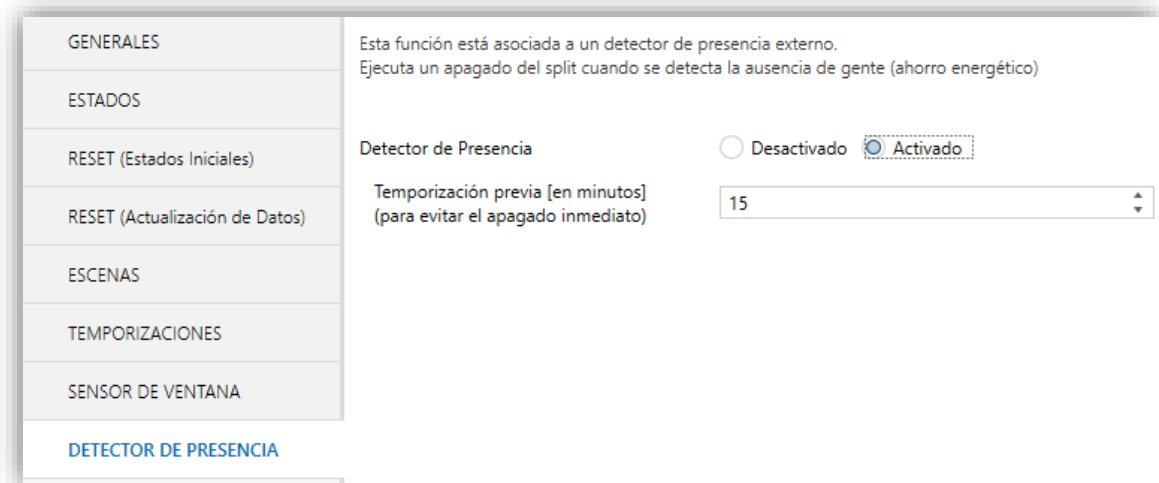 GENERALES
ESTADOS
RESET (Estados Iniciales)
RESET (Actualización de Datos)
ESCENAS
TEMPORIZACIONES
SENSOR DE VENTANA
DETECTOR DE PRESENCIA
Esta función está asociada a un detector de presencia externo.
Ejecuta un apagado del split cuando se detecta la ausencia de gente (ahorro energético)
Detector de Presencia Desactivado Activado
Temporización previa [en minutos] 15
(para evitar el apagado inmediato)